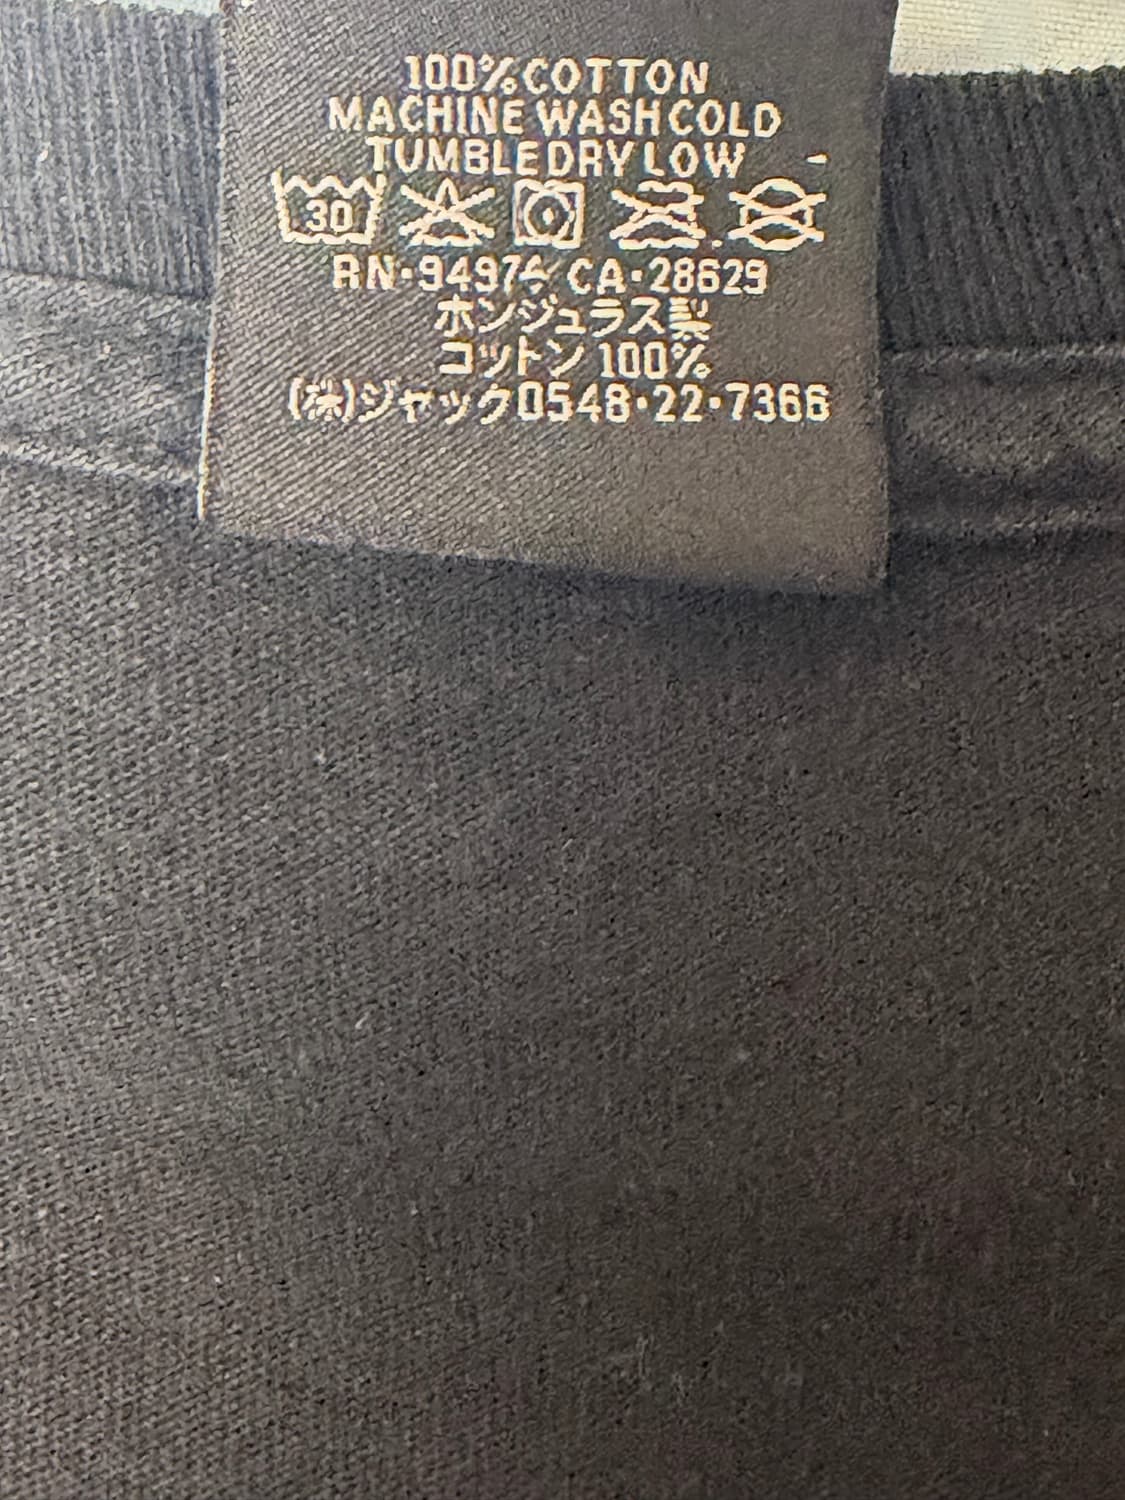 100% COTTON
MACHINE WASH COLD
TUMBLE DRY LOW
30
RN·94974 CA·28629
ホンジュラス製
コットン 100%
(株)ジャック0548·22·7366